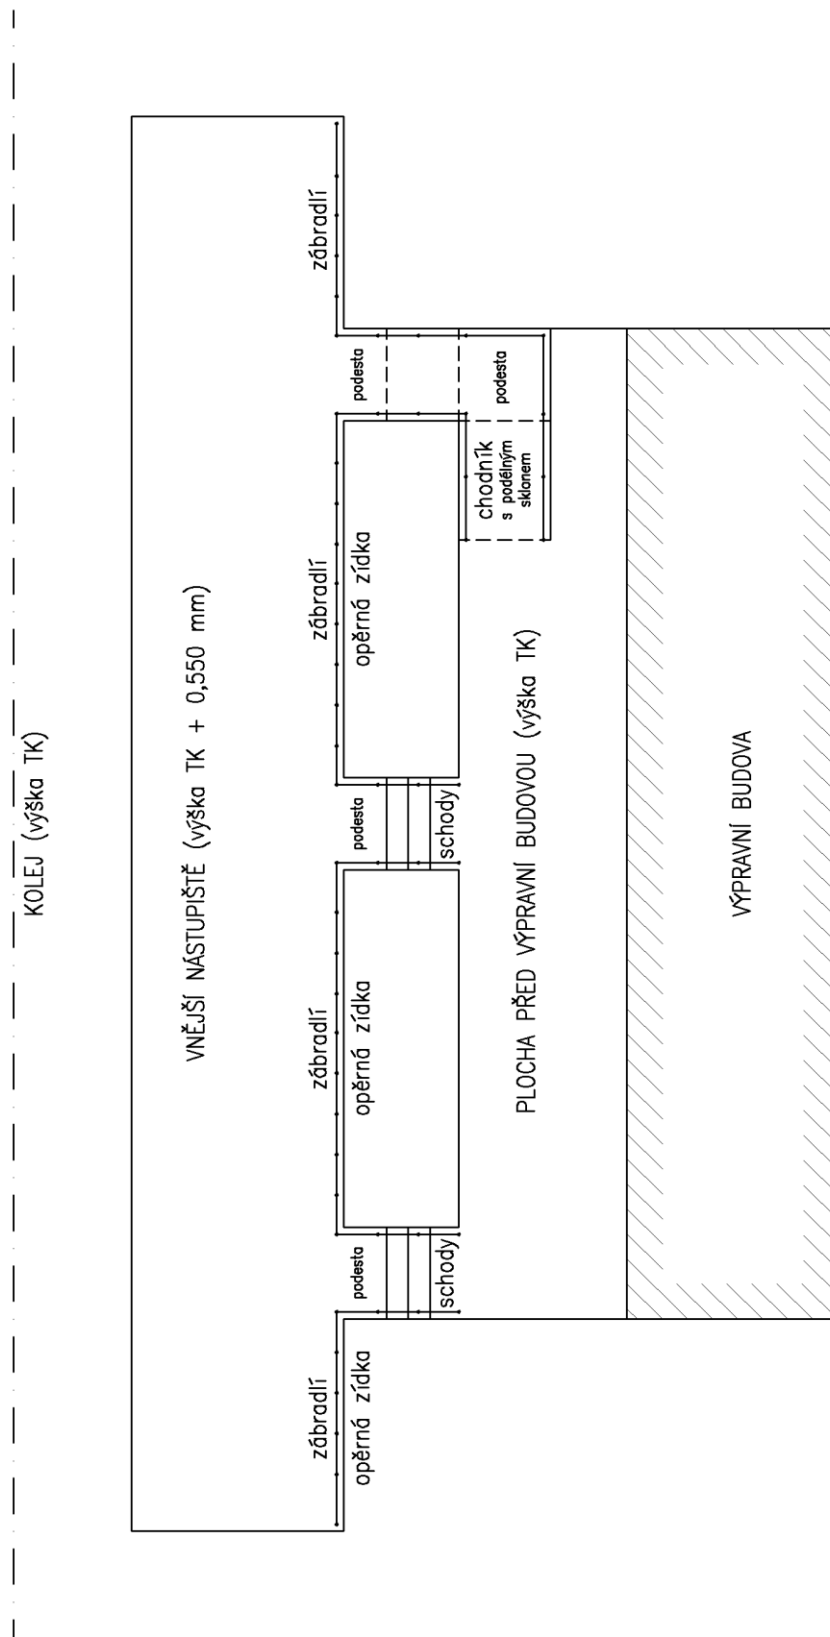 KOLEJ (výška TK)
VNĚJŠÍ NÁSTUPIŠTĚ (výška TK + 0,550 mm)
zábradlí
zábradlí
zábradlí
zábradlí
opěrná zídka
podesta
opěrná zídka
podesta
opěrná zídka
podesta
schody
schody
chodník
s podélným
sklonem
podesta
PLOCHA PŘED VÝPRAVNÍ BUDOVOU (výška TK)
VÝPRAVNÍ BUDOVA